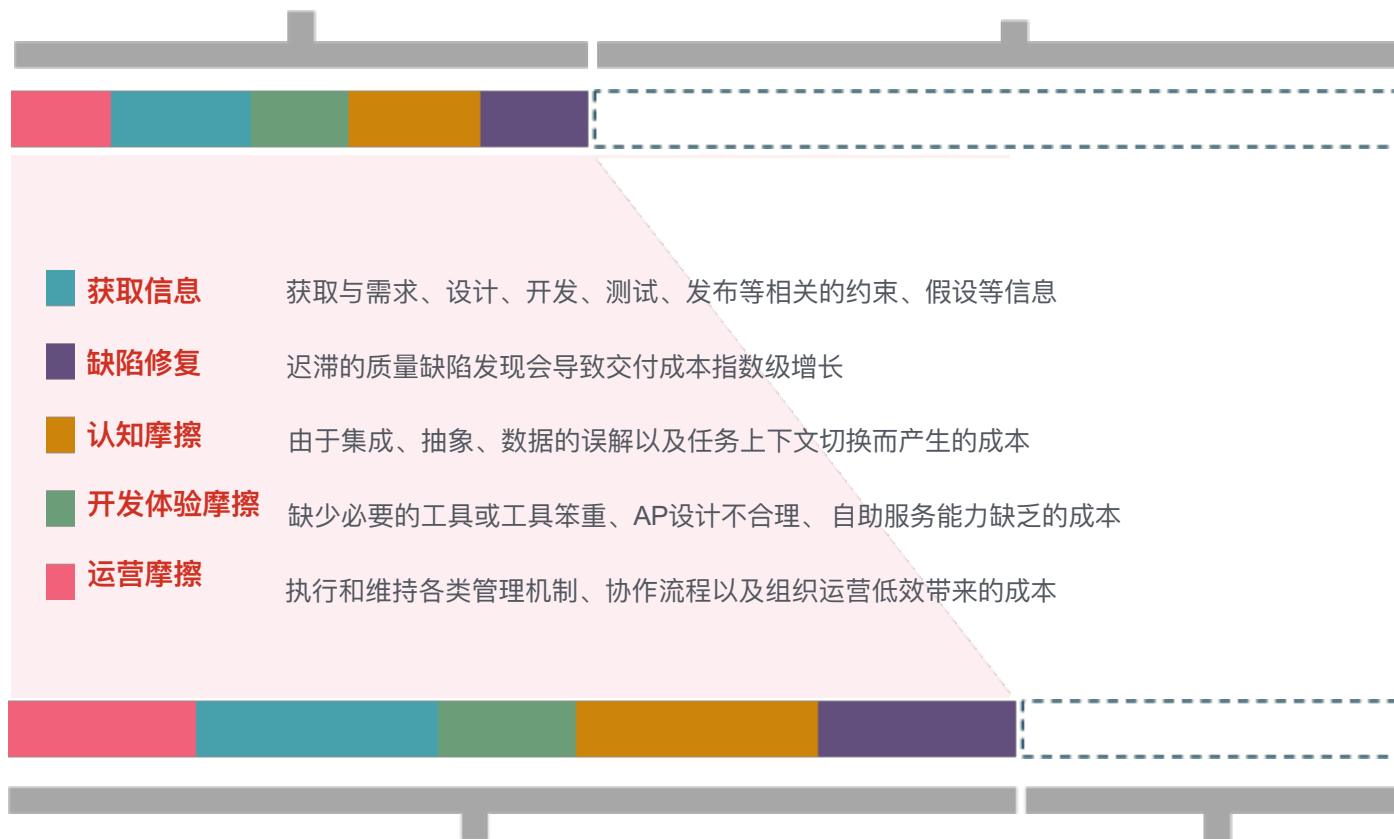 获取信息
获取与需求、设计、开发、测试、发布等相关的约束、假设等信息
缺陷修复
迟滞的质量缺陷发现会导致交付成本指数级增长
认知摩擦
由于集成、抽象、数据的误解以及任务上下文切换而产生的成本
开发体验摩擦
缺少必要的工具或工具笨重、AP设计不合理、自助服务能力缺乏的成本
运营摩擦
执行和维持各类管理机制、协作流程以及组织运营低效带来的成本